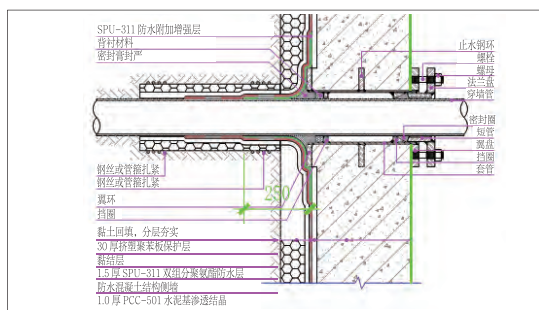 SPU-311 防水附加增强层
背衬材料
密封膏封严
止水钢环
螺栓
螺母
法兰盘
穿墙管
密封圈
短管
翼盘
挡圈
套管
钢丝或管箍扎紧
钢丝或管箍扎紧
翼环
挡圈
250
黏土回填，分层夯实
30 厚挤塑聚苯板保护层
黏结层
1.5 厚 SPU-311 双组分聚氨酯防水层
防水混凝土结构侧墙
1.0 厚 PCC-501 水泥基渗透结晶